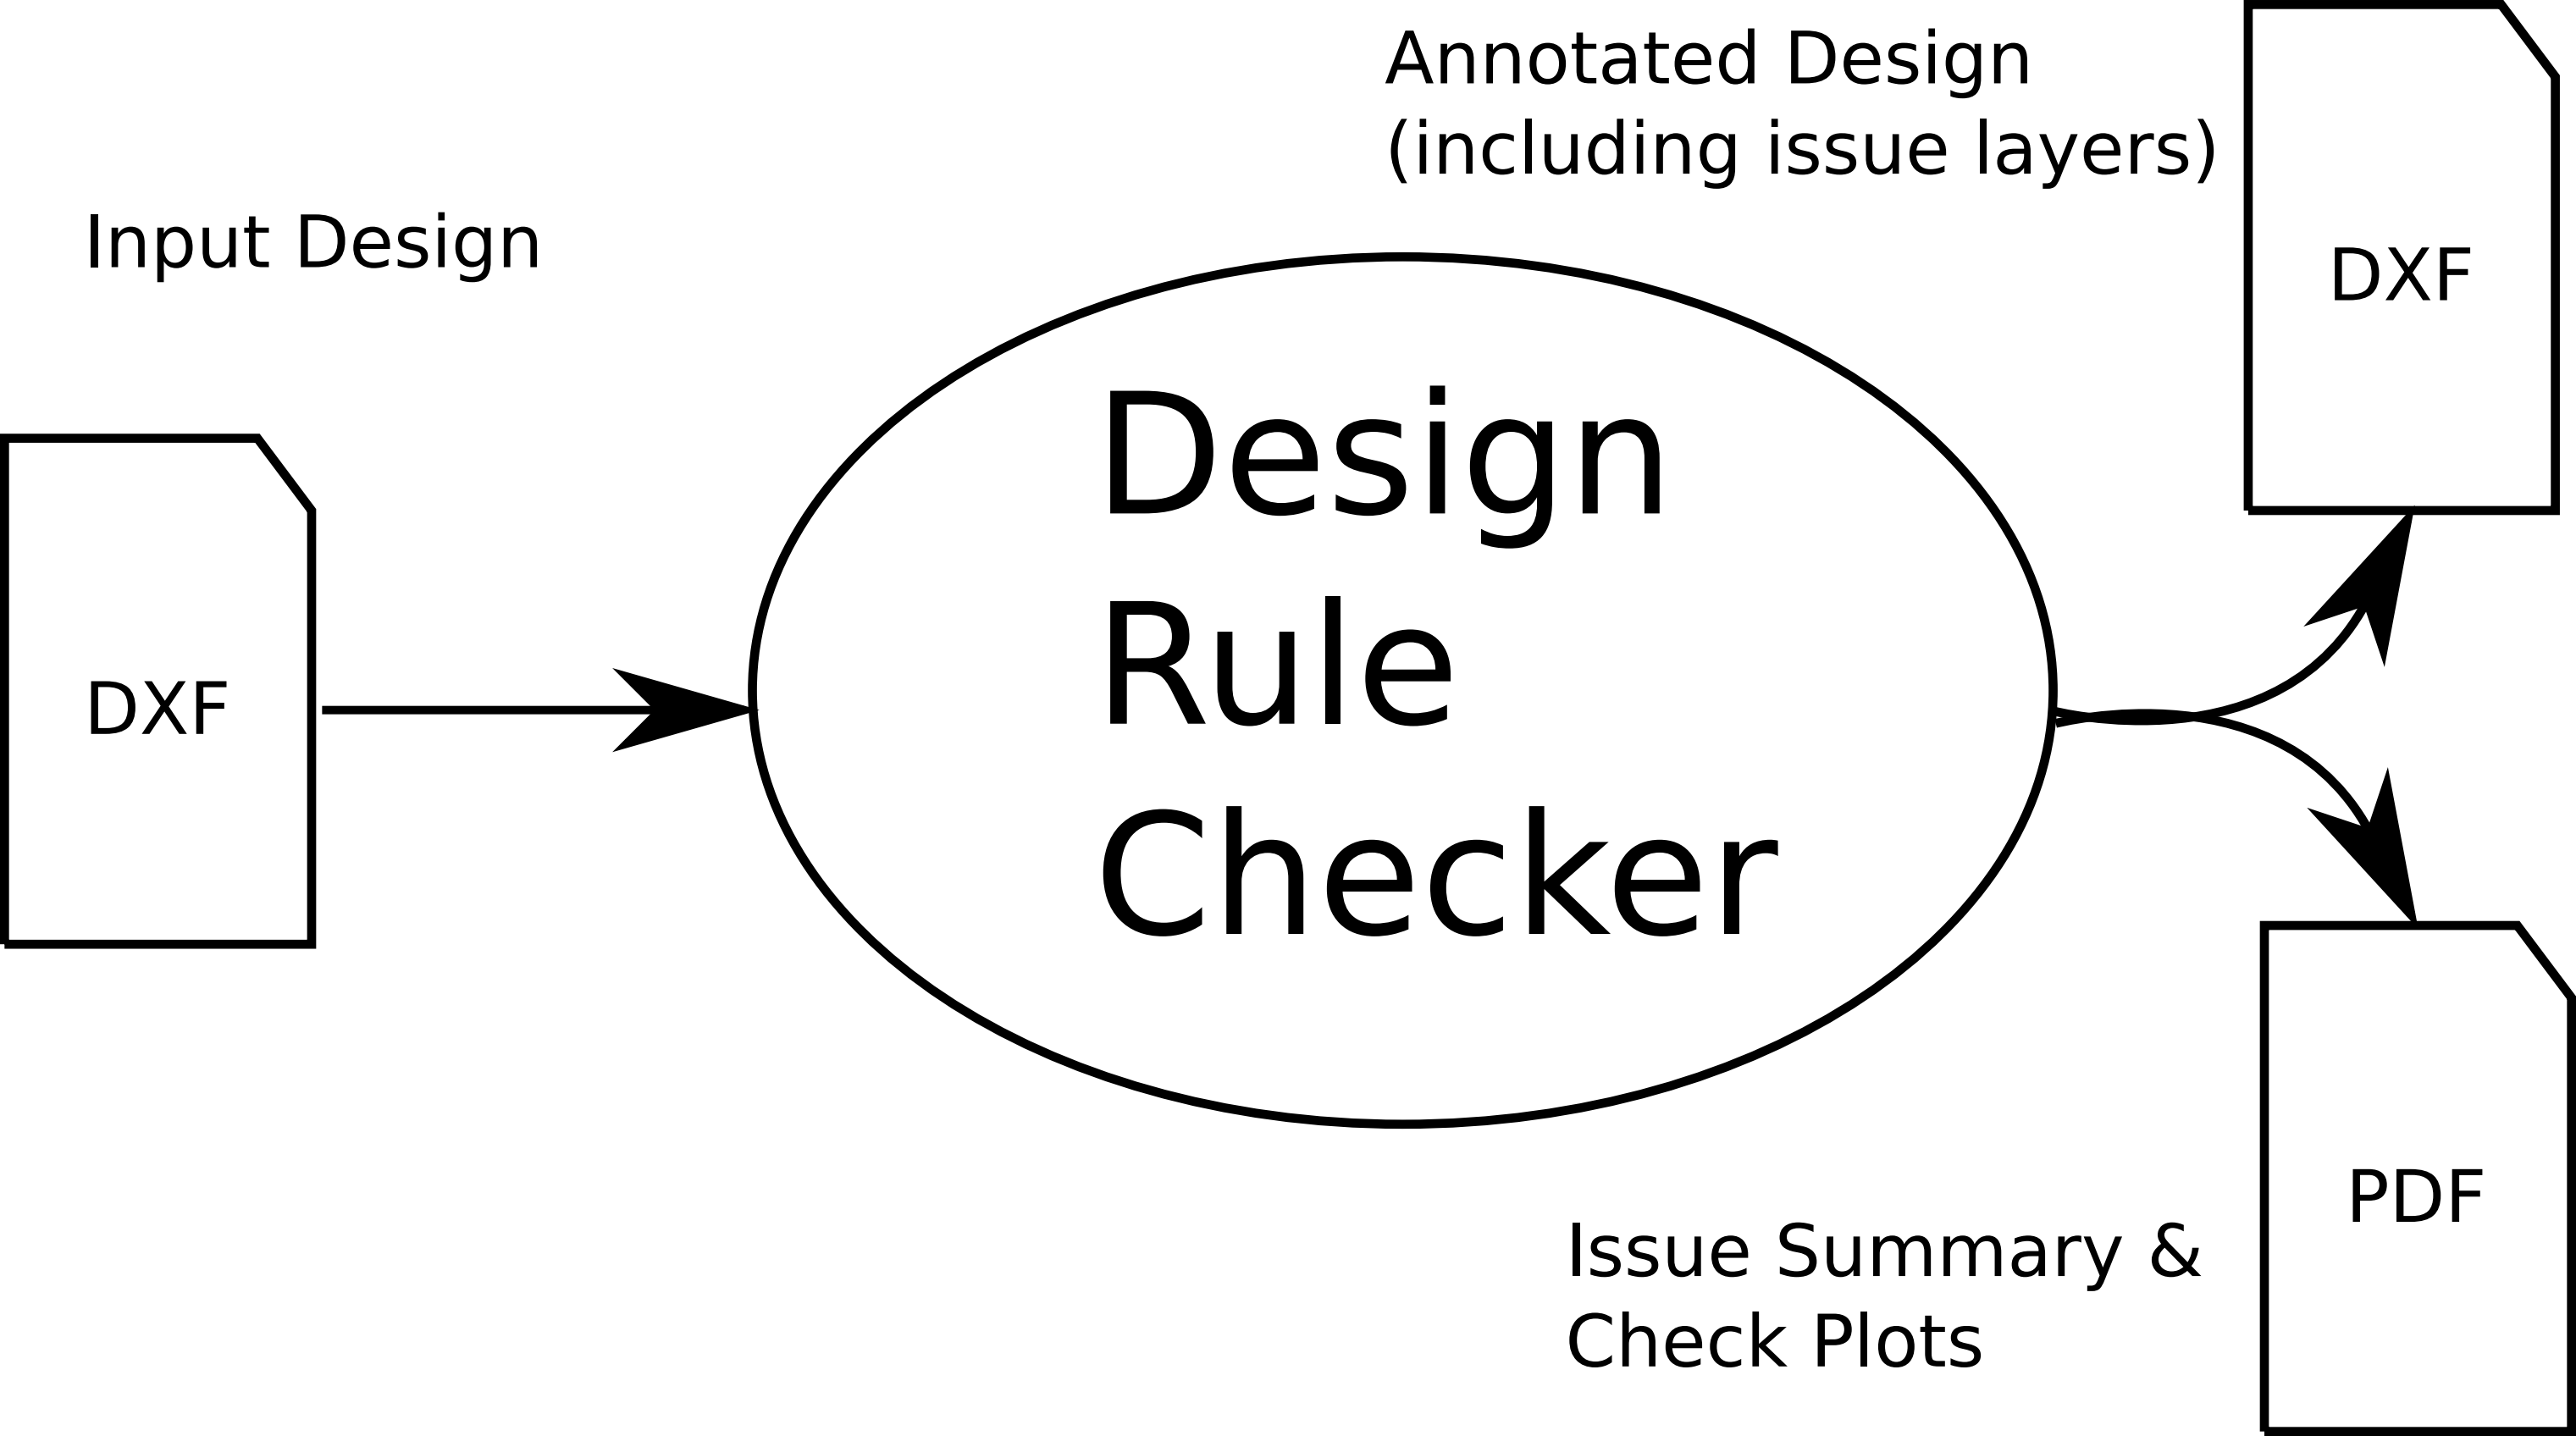 Input Design
DXF
Design
Rule
Checker
Annotated Design
(including issue layers)
DXF
Issue Summary &
Check Plots
PDF